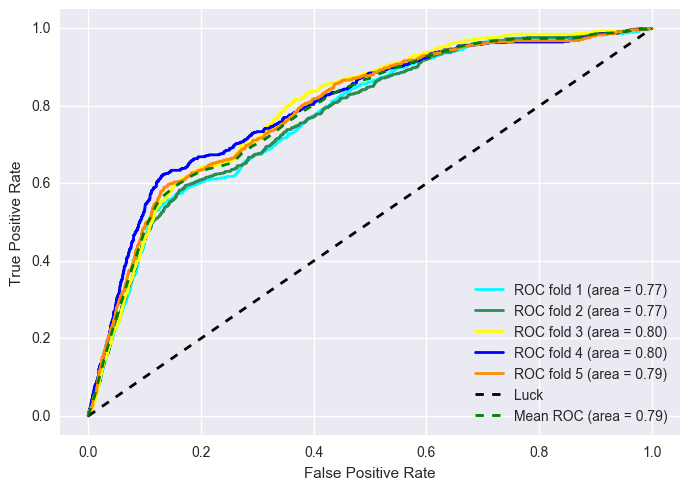 1.0
0.8
0.6
0.4
0.2
0.0
True Positive Rate
ROC fold 1 (area = 0.77)
ROC fold 2 (area = 0.77)
ROC fold 3 (area = 0.80)
ROC fold 4 (area = 0.80)
ROC fold 5 (area = 0.79)
Luck
Mean ROC (area = 0.79)
0.0 0.2 0.4 0.6 0.8 1.0
False Positive Rate